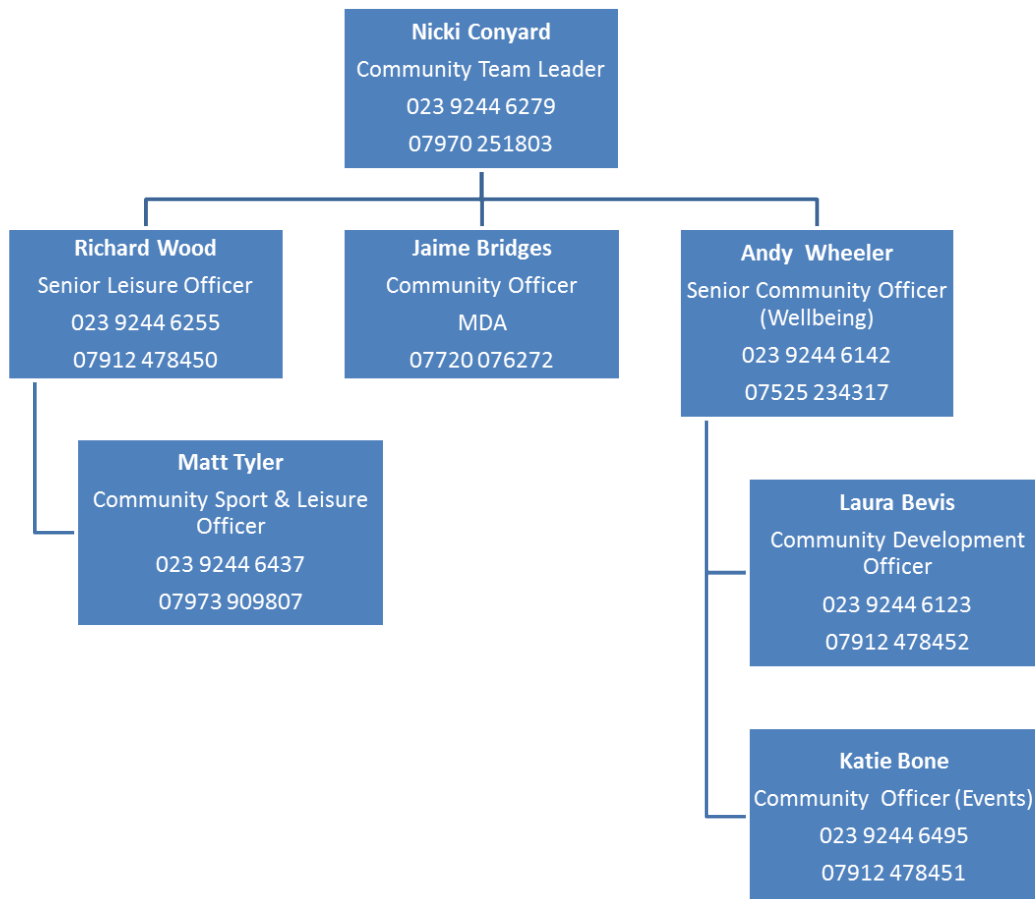 Nicki Conyard
Community Team Leader
023 9244 6279
07970 251803
Richard Wood
Senior Leisure Officer
023 9244 6255
07912 478450
Jaime Bridges
Community Officer
MDA
07720 076272
Andy Wheeler
Senior Community Officer
(Wellbeing)
023 9244 6142
07525 234317
Matt Tyler
Community Sport & Leisure
Officer
023 9244 6437
07973 909807
Laura Bevis
Community Development
Officer
023 9244 6123
07912 478452
Katie Bone
Community Officer (Events)
023 9244 6495
07912 478451